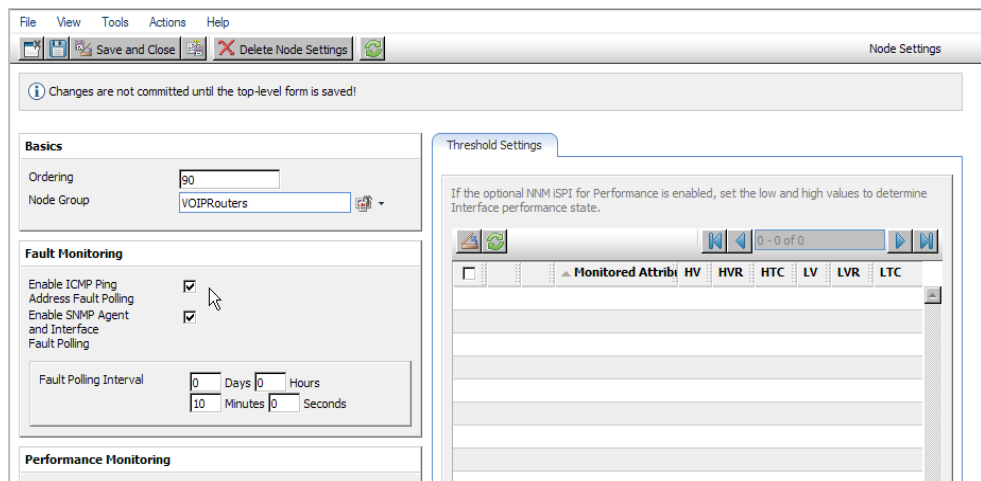 File View Tools Actions Help
Save and Close Delete Node Settings Node Settings
Changes are not committed until the top-level form is saved!
Basics
Ordering 90
Node Group VOIPRouters
Fault Monitoring
Enable ICMP Ping
Address Fault Polling
Enable SNMP Agent
and Interface
Fault Polling
Fault Polling Interval 0 Days 0 Hours
10 Minutes 0 Seconds
Performance Monitoring
Threshold Settings
If the optional NNM iSPI for Performance is enabled, set the low and high values to determine
Interface performance state.
0 - 0 of 0
Monitored Attribu HV HVR HTC LV LVR LTC